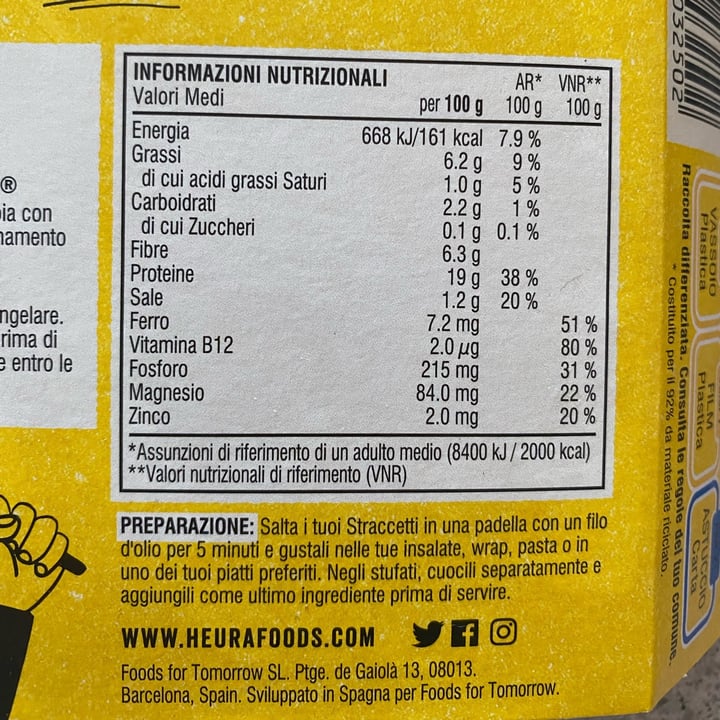 INFORMAZIONI NUTRIZIONALI
Valori Medi
per 100 g
AR* 100 g
VNR** 100 g
Energia 668 kJ/161 kcal 7.9 %
Grassi 6.2 g 9 %
di cui acidi grassi Saturi 1.0 g 5 %
Carboidrati 2.2 g 1 %
di cui Zuccheri 0.1 g 0.1 %
Fibre 6.3 g
Proteine 19 g 38 %
Sale 1.2 g 20 %
Ferro 7.2 mg 51 %
Vitamina B12 2.0 µg 80 %
Fosforo 215 mg 31 %
Magnesio 84.0 mg 22 %
Zinco 2.0 mg 20 %
*Assunzioni di riferimento di un adulto medio (8400 kJ / 2000 kcal)
**Valori nutrizionali di riferimento (VNR)
PREPARAZIONE: Salta i tuoi Straccetti in una padella con un filo
d'olio per 5 minuti e gustali nelle tue insalate, wrap, pasta o in
uno dei tuoi piatti preferiti. Negli stufati, cuocili separatamente e
aggiungili come ultimo ingrediente prima di servire.
WWW.HEURAFOODS.COM
Foods for Tomorrow SL. Ptge. de Gaiolà 13, 08013.
Barcelona, Spain. Sviluppato in Spagna per Foods for Tomorrow.
®
ia con
namento
ngelare.
rima di
e entro le
032502
VASSOIO
Plastica
FILM
Plastica
ASTUCCIO
Carta
Raccolta differenziata. Consulta le regole del tuo comune.
* Costituito per il 92% da materiale riciclato.